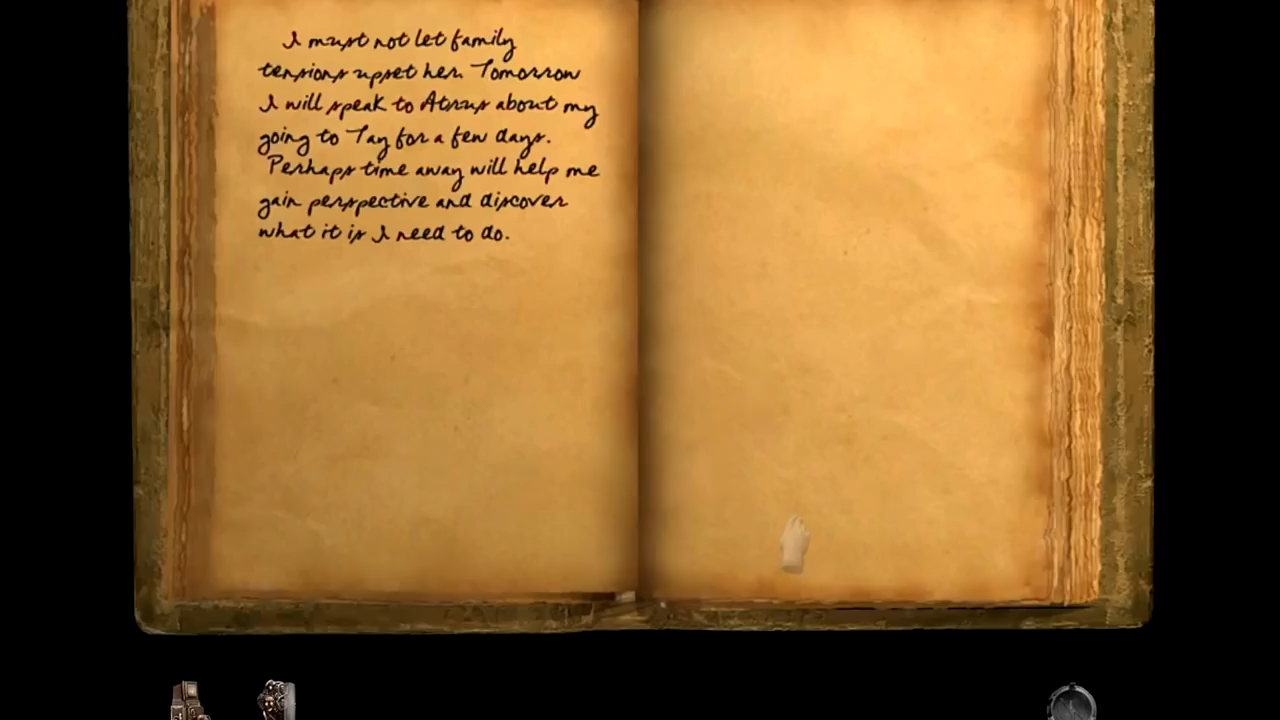 I must not let family
tensions upset her. Tomorrow
I will speak to Atrus about my
going to Tay for a few days.
Perhaps time away will help me
gain perspective and discover
what it is I need to do.